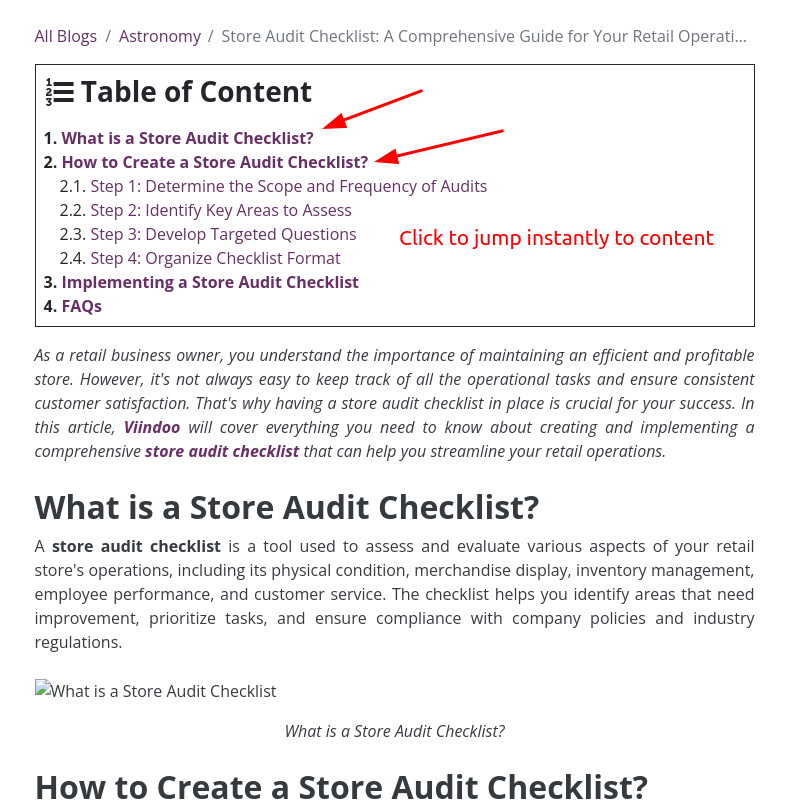 All Blogs / Astronomy / Store Audit Checklist: A Comprehensive Guide for Your Retail Operati...
Table of Content
1. What is a Store Audit Checklist?
2. How to Create a Store Audit Checklist?
2.1. Step 1: Determine the Scope and Frequency of Audits
2.2. Step 2: Identify Key Areas to Assess
2.3. Step 3: Develop Targeted Questions
Click to jump instantly to content
2.4. Step 4: Organize Checklist Format
3. Implementing a Store Audit Checklist
4. FAQs
As a retail business owner, you understand the importance of maintaining an efficient and profitable
store. However, it's not always easy to keep track of all the operational tasks and ensure consistent
customer satisfaction. That's why having a store audit checklist in place is crucial for your success. In
this article, Viindoo will cover everything you need to know about creating and implementing a
comprehensive store audit checklist that can help you streamline your retail operations.
What is a Store Audit Checklist?
A store audit checklist is a tool used to assess and evaluate various aspects of your retail
store's operations, including its physical condition, merchandise display, inventory management,
employee performance, and customer service. The checklist helps you identify areas that need
improvement, prioritize tasks, and ensure compliance with company policies and industry
regulations.
What is a Store Audit Checklist
What is a Store Audit Checklist?
How to Create a Store Audit Checklist?